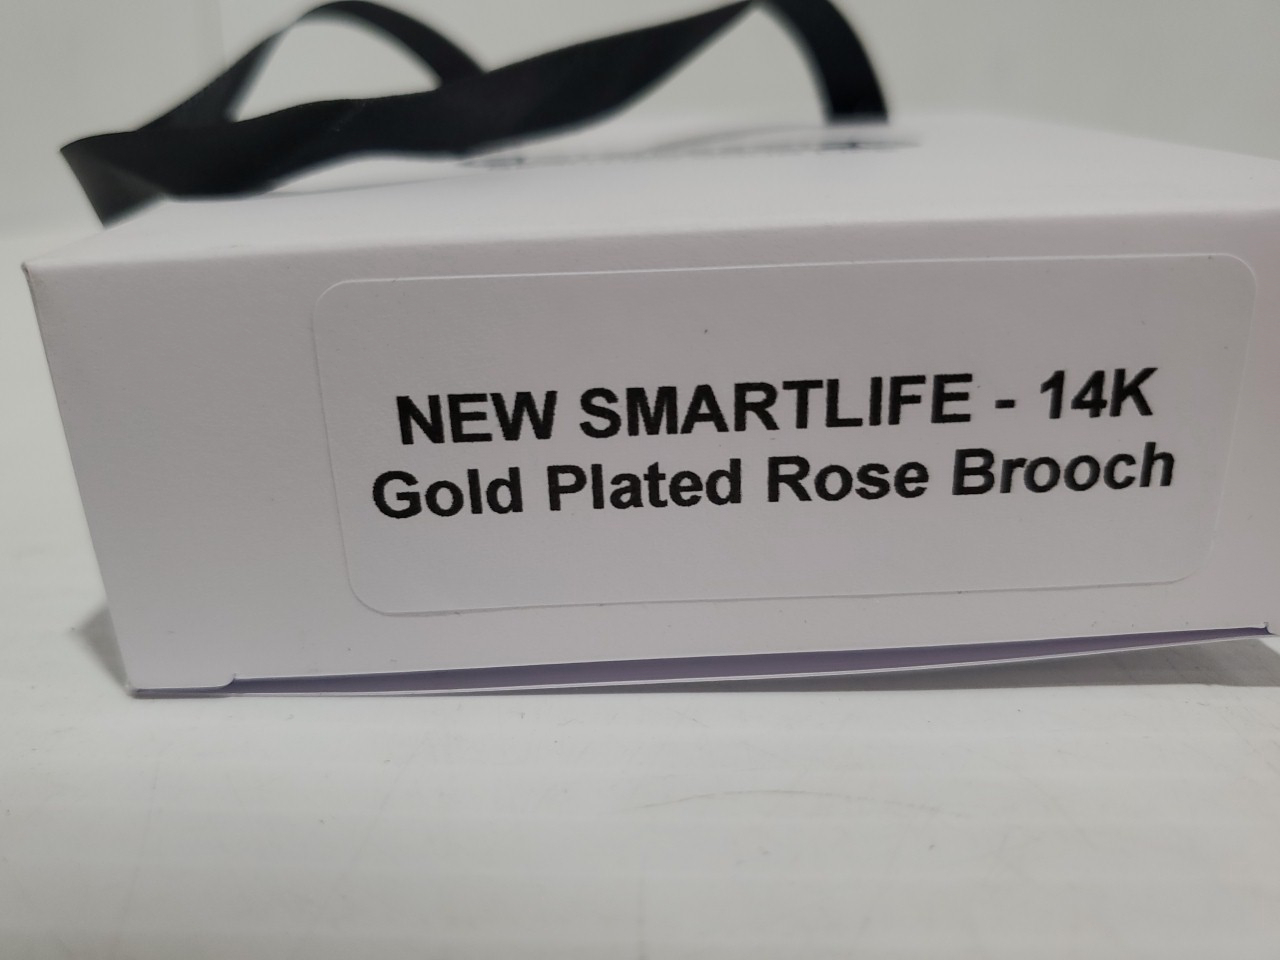 NEW SMARTLIFE - 14K
Gold Plated Rose Brooch